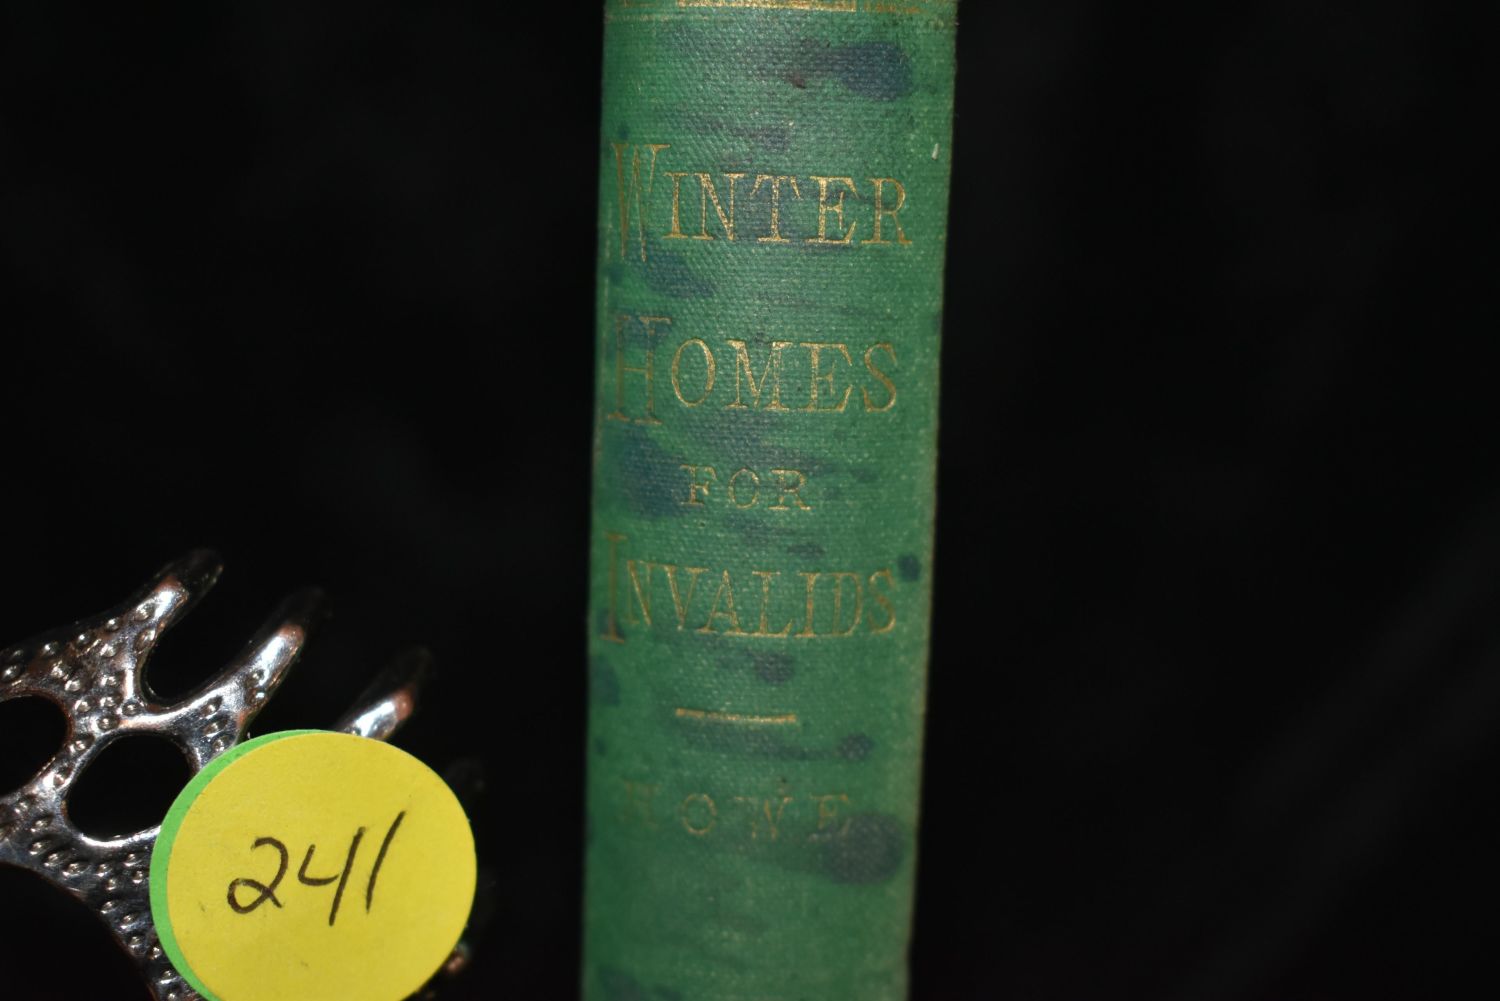 WINTER
HOMES
FOR
INVALIDS
HOWE
241